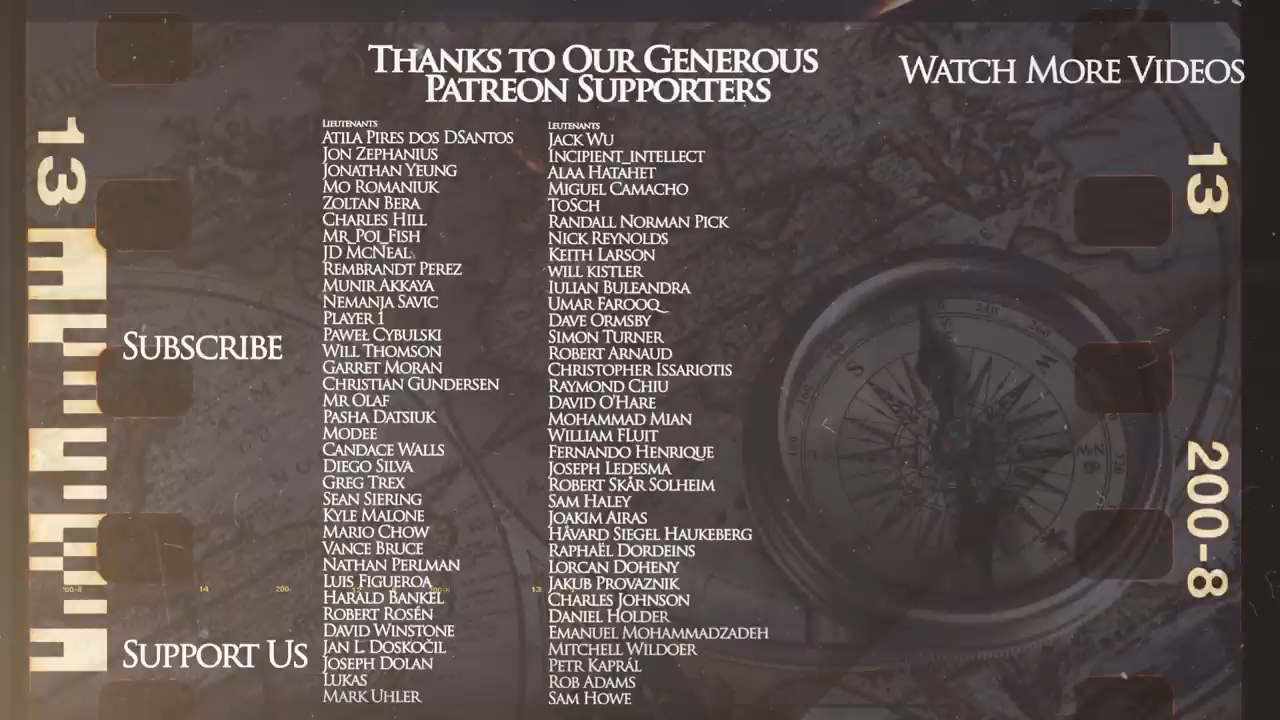 Thanks to Our Generous
Patreon Supporters
Watch More Videos
Lieutenants
Atila Pires dos DSantos
Jon Zephanius
Jonathan Yeung
Mo Romaniuk
Zoltan Bera
Charles Hill
Mr_Pol_Fish
JD McNeal
Rembrandt Perez
Munir Akkaya
Nemanja Savic
Player 1
Paweł Cybulski
Will Thomson
Garret Moran
Christian Gundersen
Mr Olaf
Pasha Datsiuk
Modee
Candace Walls
Diego Silva
Greg Trex
Sean Siering
Kyle Malone
Mario Chow
Vance Bruce
Nathan Perlman
Luis Figueroa
Harald Bankel
Robert Rosén
David Winstone
Jan L. Doskočil
Joseph Dolan
Lukas
Mark Uhler
Leutenants
Jack Wu
Incipient_Intellect
Alaa Hatahet
Miguel Camacho
ToSch
Randall Norman Pick
Nick Reynolds
Keith Larson
will kistler
Iulian Buleandra
Umar Farooq
Dave Ormsby
Simon Turner
Robert Arnaud
Christopher Issariotis
Raymond Chiu
David O'Hare
Mohammad Mian
William FLuit
Fernando Henrique
Joseph Ledesma
Robert Skår Solheim
Sam Haley
Joakim Airas
Håvard Siegel Haukeberg
Raphaël Dordeins
Lorcan Doheny
Jakub Provaznik
Charles Johnson
Daniel Holder
Emanuel Mohammadzadeh
Mitchell Wildoer
Petr Kaprál
Rob Adams
Sam Howe
Subscribe
Support Us
13
13
200-8
14
200-
13
S
W
N